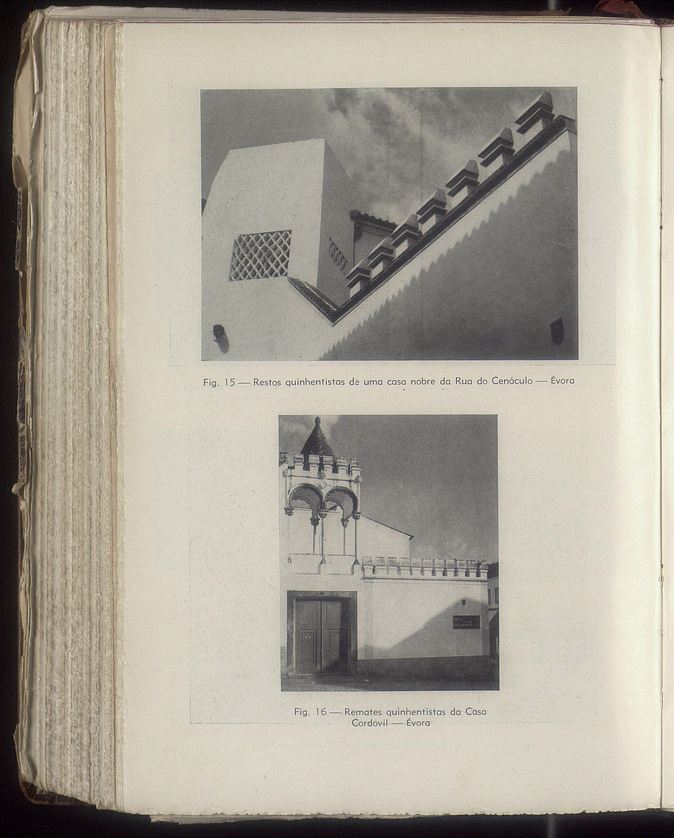 Fig. 15 — Restos quinhentistas de uma casa nobre da Rua do Cenáculo — Évora
Fig. 16 — Remates quinhentistas da Casa
Cordovil — Évora